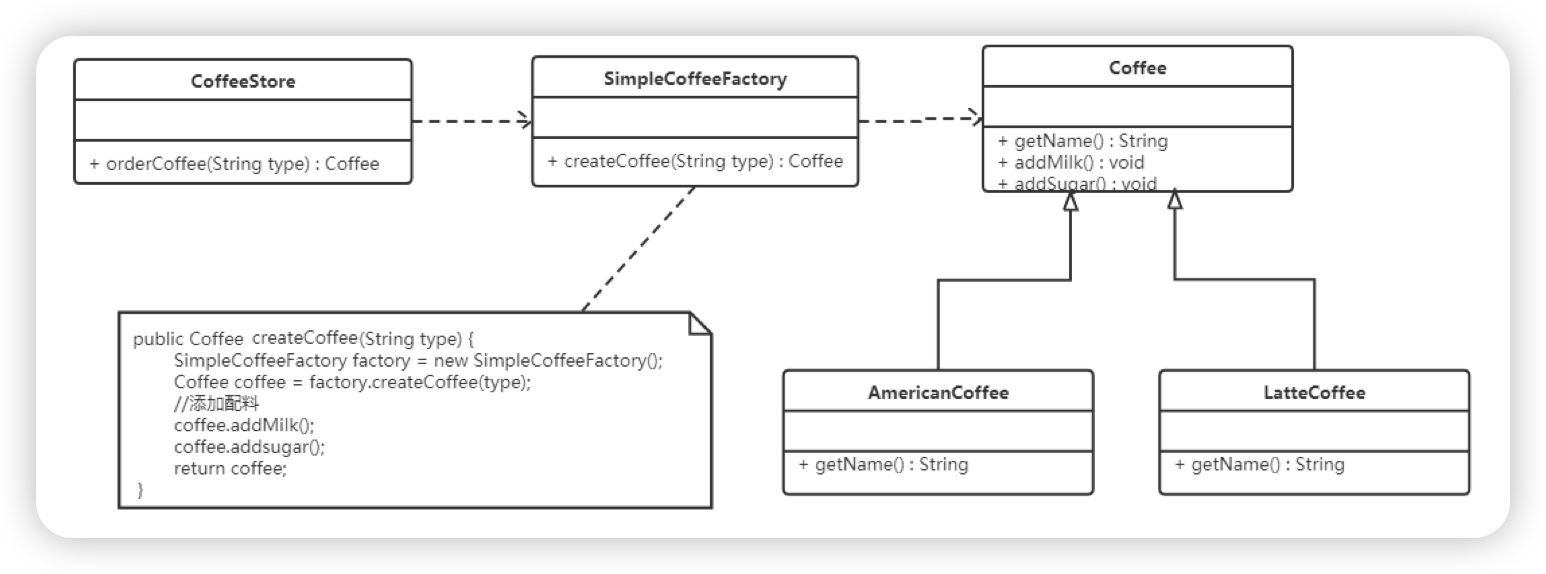 CoffeeStore
+ orderCoffee(String type) : Coffee
SimpleCoffeeFactory
+ createCoffee(String type) : Coffee
Coffee
+ getName() : String
+ addMilk() : void
+ addSugar() : void
public Coffee createCoffee(String type) {
SimpleCoffeeFactory factory = new SimpleCoffeeFactory();
Coffee coffee = factory.createCoffee(type);
//添加配料
coffee.addMilk();
coffee.addsugar();
return coffee;
}
AmericanCoffee
+ getName() : String
LatteCoffee
+ getName() : String